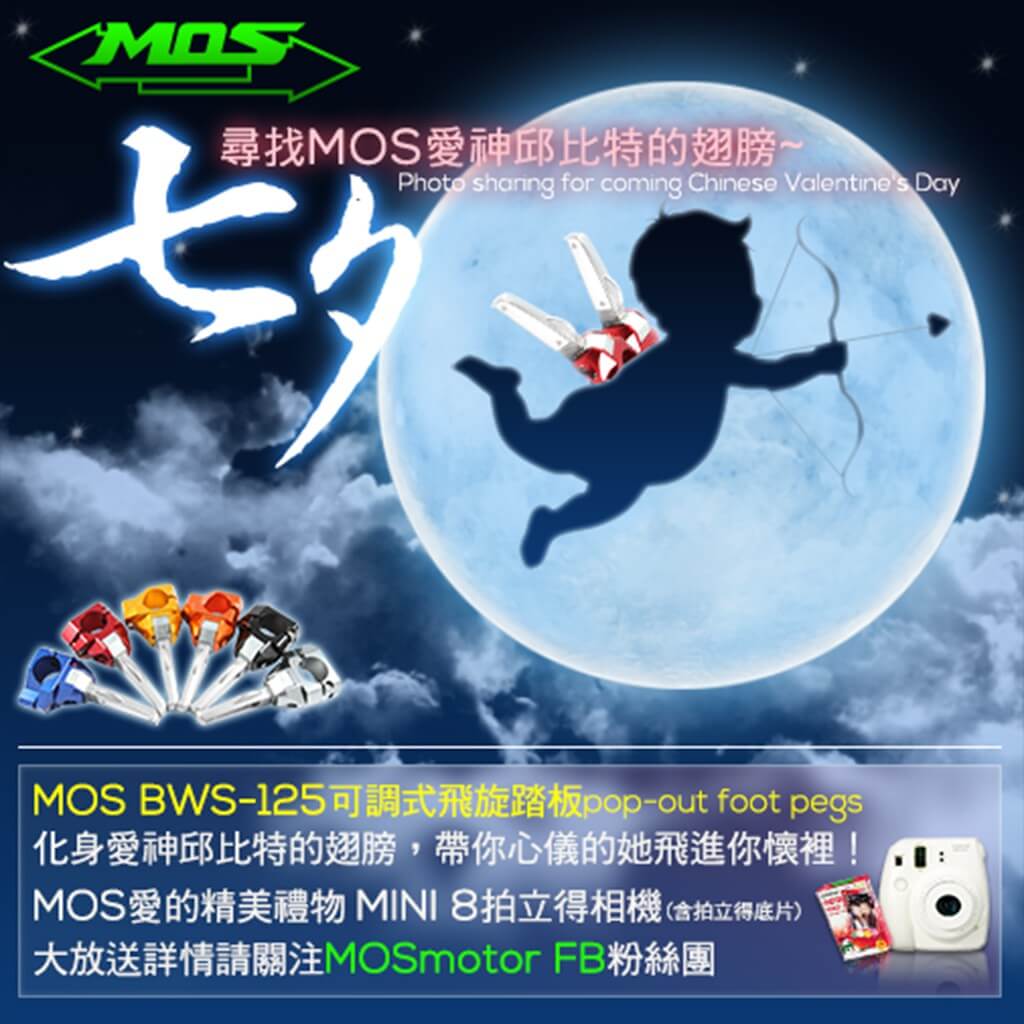 MOS
尋找MOS愛神邱比特的翅膀~
Photo sharing for coming Chinese Valentine's Day
七夕
MOS BWS-125可調式飛旋踏板pop-out foot pegs
化身愛神邱比特的翅膀，帶你心儀的她飛進你懷裡！
MOS愛的精美禮物 MINI 8拍立得相機(含拍立得底片)
大放送詳情請關注MOSmotor FB粉絲團